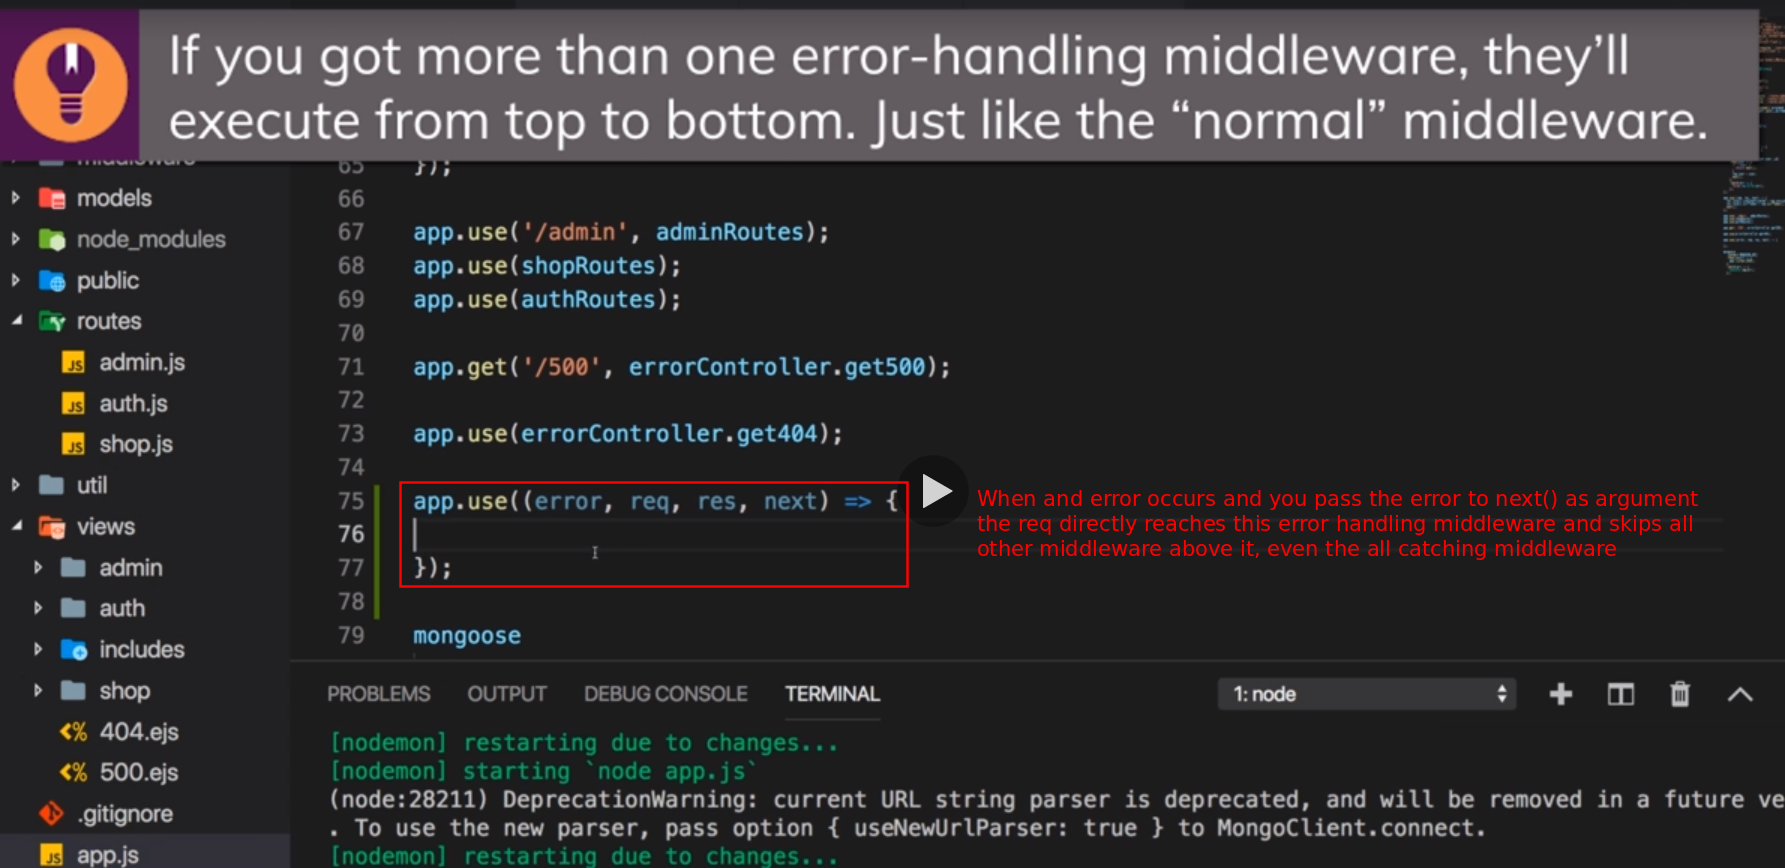 If you got more than one error-handling middleware, they’ll
execute from top to bottom. Just like the “normal” middleware.
middleware
models
node_modules
public
routes
admin.js
auth.js
shop.js
util
views
admin
auth
includes
shop
404.ejs
500.ejs
.gitignore
app.js
65 });
66
67 app.use('/admin', adminRoutes);
68 app.use(shopRoutes);
69 app.use(authRoutes);
70
71 app.get('/500', errorController.get500);
72
73 app.use(errorController.get404);
74
75 app.use((error, req, res, next) => {
76
77 });
78
79 mongoose
When and error occurs and you pass the error to next() as argument
the req directly reaches this error handling middleware and skips all
other middleware above it, even the all catching middleware
PROBLEMS OUTPUT DEBUG CONSOLE TERMINAL 1: node
[nodemon] restarting due to changes...
[nodemon] starting `node app.js`
(node:28211) DeprecationWarning: current URL string parser is deprecated, and will be removed in a future ve
. To use the new parser, pass option { useNewUrlParser: true } to MongoClient.connect.
[nodemon] restarting due to changes...